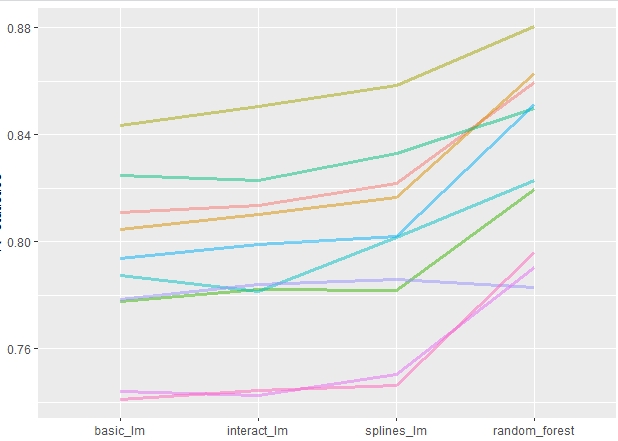 0.88
0.84
0.80
0.76
basic_lm
interact_lm
splines_lm
random_forest